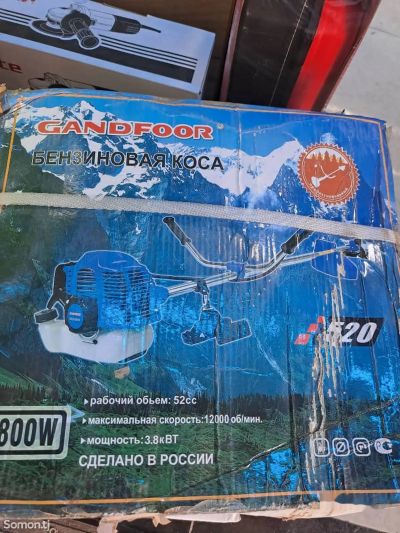 GANDFOOR
БЕНЗИНОВАЯ КОСА
520
рабочий обьем: 52сс
максимальная скорость: 12000 об/мин.
800W
мощность: 3.8кВТ
СДЕЛАНО В РОССИИ
Somon.tj